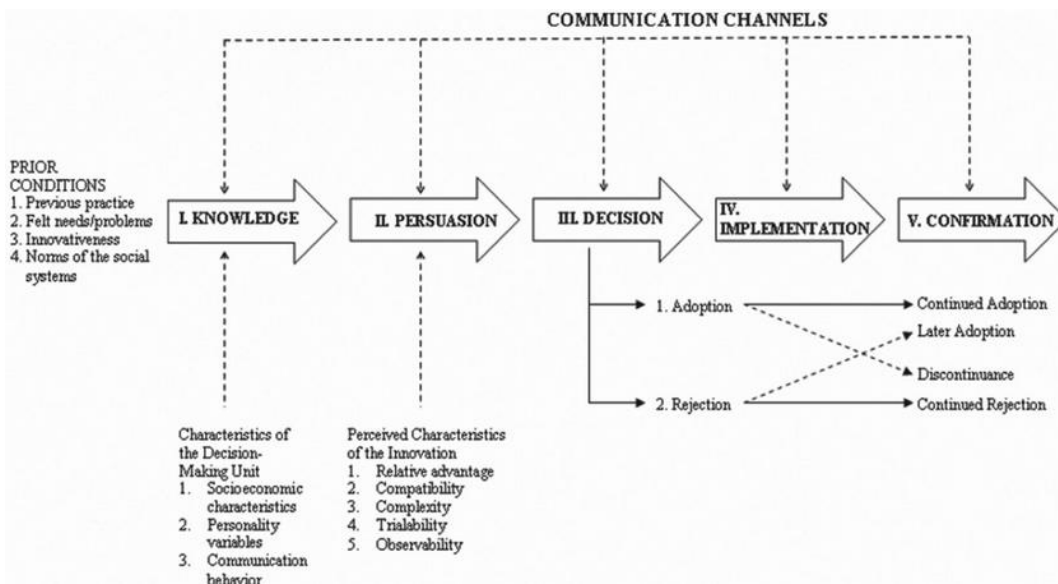 COMMUNICATION CHANNELS
PRIOR
CONDITIONS
1. Previous practice
2. Felt needs/problems
3. Innovativeness
4. Norms of the social
systems
I. KNOWLEDGE
II. PERSUASION
III. DECISION
IV.
IMPLEMENTATION
V. CONFIRMATION
1. Adoption
2. Rejection
Continued Adoption
Later Adoption
Discontinuance
Continued Rejection
Characteristics of
the Decision-
Making Unit
1. Socioeconomic
characteristics
2. Personality
variables
3. Communication
behavior
Perceived Characteristics
of the Innovation
1. Relative advantage
2. Compatibility
3. Complexity
4. Trialability
5. Observability